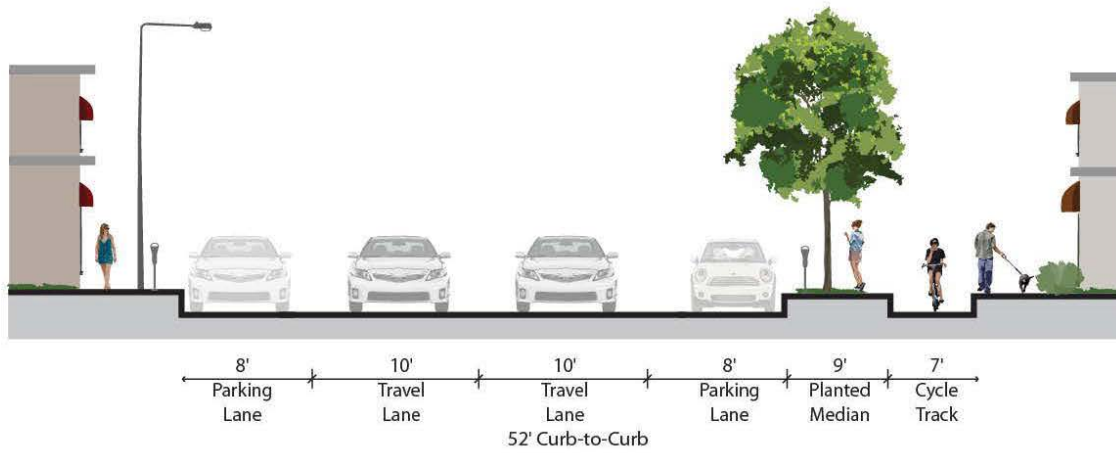 8' 10' 10' 8' 9' 7'
Parking Travel Travel Parking Planted Cycle
Lane Lane Lane Lane Median Track
52' Curb-to-Curb